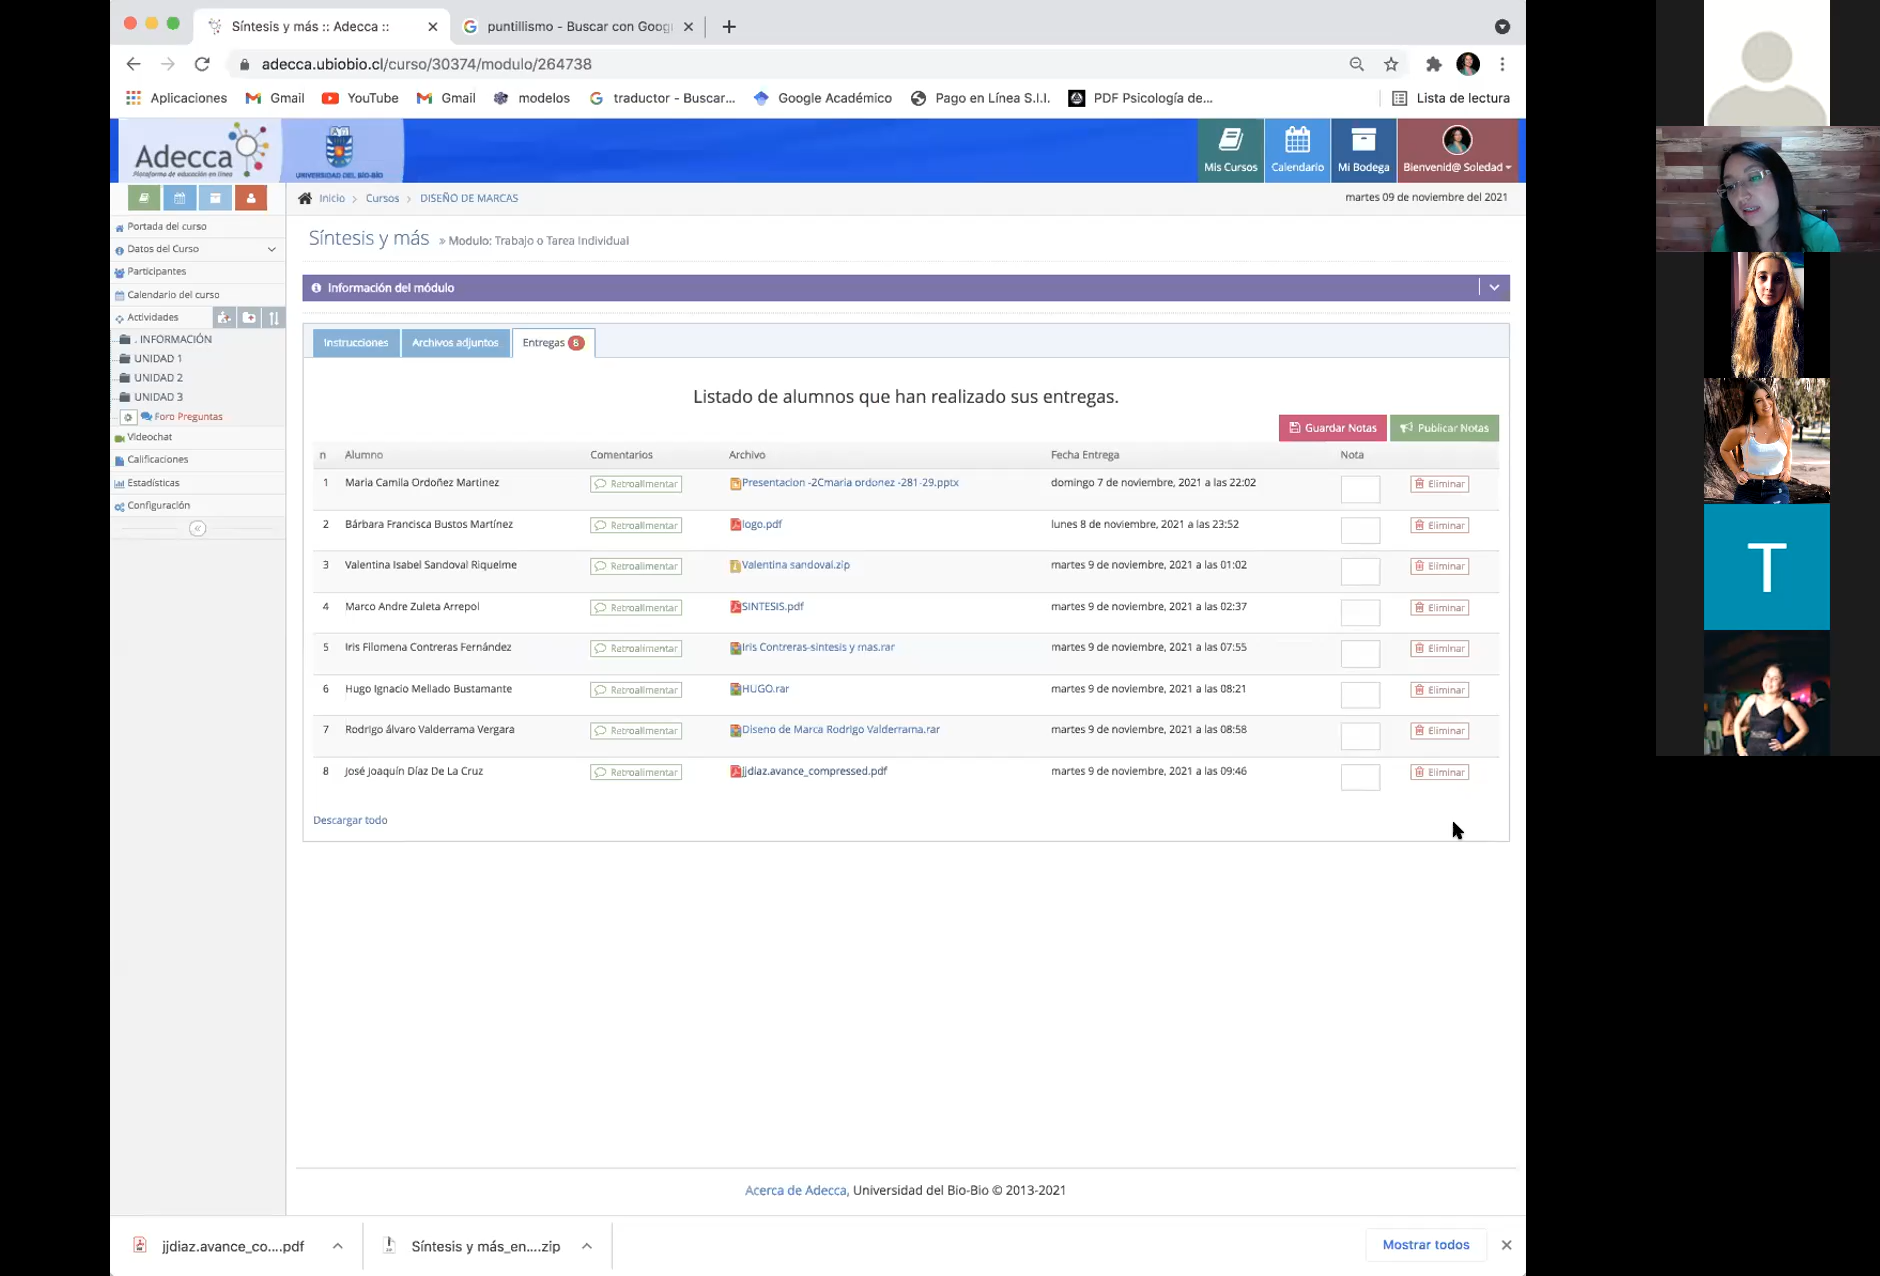 Síntesis y más :: Adecca ::
puntillismo - Buscar con Goog
adecca.ubiobio.cl/curso/30374/modulo/264738
Aplicaciones Gmail YouTube Gmail modelos traductor - Buscar... Google Académico Pago en Línea S.I.I. PDF Psicología de... Lista de lectura
Adecca
Plataforma de educación en línea
UNIVERSIDAD DEL BIO-BIO
Mis Cursos Calendario Mi Bodega Bienvenid@ Soledad
Inicio > Cursos > DISEÑO DE MARCAS
martes 09 de noviembre del 2021
Portada del curso
Datos del Curso
Participantes
Calendario del curso
Actividades
. INFORMACIÓN
UNIDAD 1
UNIDAD 2
UNIDAD 3
Foro Preguntas
Videochat
Calificaciones
Estadísticas
Configuración
Síntesis y más » Modulo: Trabajo o Tarea Individual
Información del módulo
Instrucciones Archivos adjuntos Entregas
Listado de alumnos que han realizado sus entregas.
Guardar Notas Publicar Notas
n Alumno Comentarios Archivo Fecha Entrega Nota
1 Maria Camila Ordoñez Martinez Retroalimentar Presentacion -2Cmaria ordonez -281-29.pptx domingo 7 de noviembre, 2021 a las 22:02 Eliminar
2 Bárbara Francisca Bustos Martínez Retroalimentar logo.pdf lunes 8 de noviembre, 2021 a las 23:52 Eliminar
3 Valentina Isabel Sandoval Riquelme Retroalimentar Valentina sandoval.zip martes 9 de noviembre, 2021 a las 01:02 Eliminar
4 Marco Andre Zuleta Arrepol Retroalimentar SINTESIS.pdf martes 9 de noviembre, 2021 a las 02:37 Eliminar
5 Iris Filomena Contreras Fernández Retroalimentar Iris Contreras-sintesis y mas.rar martes 9 de noviembre, 2021 a las 07:55 Eliminar
6 Hugo Ignacio Mellado Bustamante Retroalimentar HUGO.rar martes 9 de noviembre, 2021 a las 08:21 Eliminar
7 Rodrigo álvaro Valderrama Vergara Retroalimentar Diseno de Marca Rodrigo Valderrama.rar martes 9 de noviembre, 2021 a las 08:58 Eliminar
8 José Joaquín Díaz De La Cruz Retroalimentar jjdiaz.avance_compressed.pdf martes 9 de noviembre, 2021 a las 09:46 Eliminar
Descargar todo
Acerca de Adecca, Universidad del Bio-Bio © 2013-2021
jjdiaz.avance_co....pdf
Síntesis y más_en....zip
Mostrar todos
T